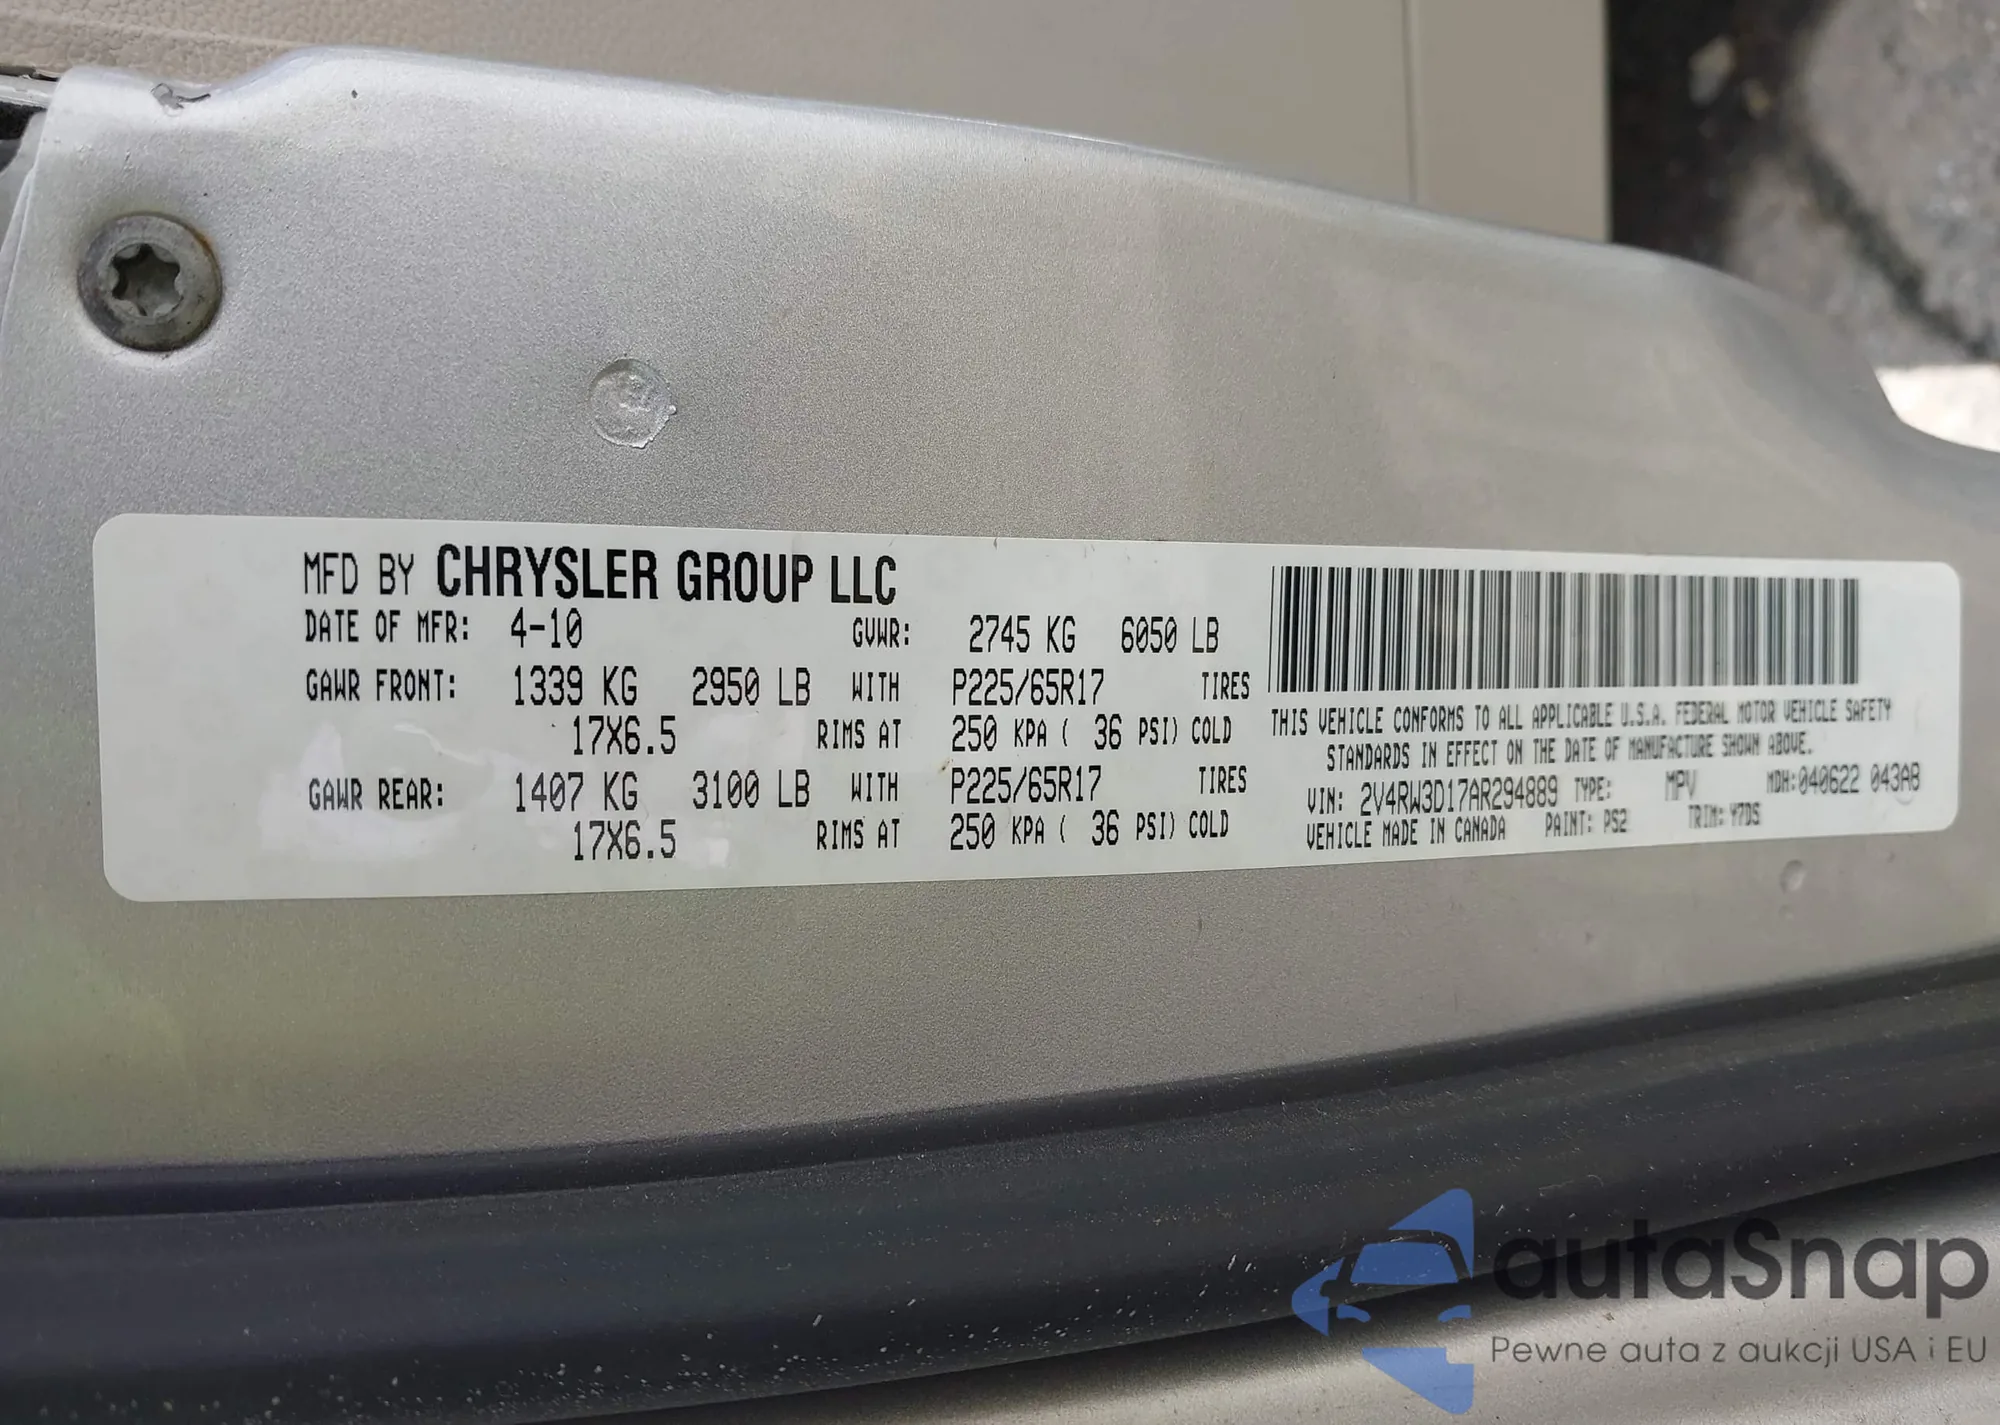 MFD BY CHRYSLER GROUP LLC
DATE OF MFR: 4-10 GVWR: 2745 KG 6050 LB
GAWR FRONT: 1339 KG 2950 LB WITH P225/65R17 TIRES
17X6.5 RIMS AT 250 KPA ( 36 PSI) COLD
GAWR REAR: 1407 KG 3100 LB WITH P225/65R17 TIRES
17X6.5 RIMS AT 250 KPA ( 36 PSI) COLD
THIS VEHICLE CONFORMS TO ALL APPLICABLE U.S.A. FEDERAL MOTOR VEHICLE SAFETY
STANDARDS IN EFFECT ON THE DATE OF MANUFACTURE SHOWN ABOVE.
VIN: 2V4RW3D17AR294889 TYPE: MPV MDH:040622 043AB
VEHICLE MADE IN CANADA PAINT: PS2 TRIM: Y7DS
autaSnap
Pewne auta z aukcji USA i EU